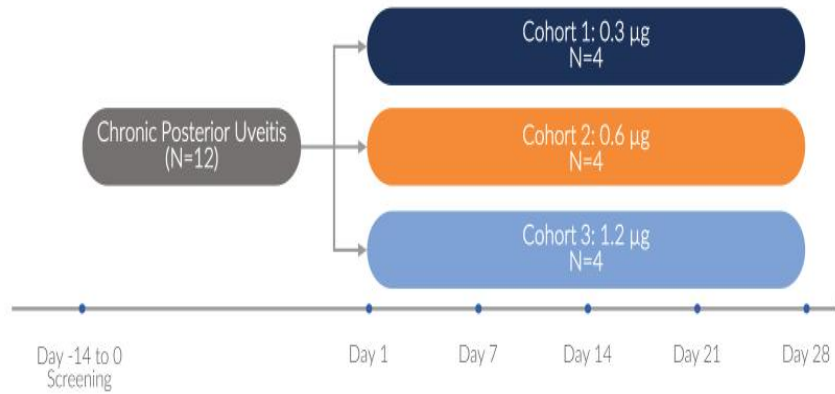 Cohort 1: 0.3 µg
N=4
Chronic Posterior Uveitis
(N=12)
Cohort 2: 0.6 µg
N=4
Cohort 3: 1.2 µg
N=4
Day -14 to 0
Screening
Day 1
Day 7
Day 14
Day 21
Day 28